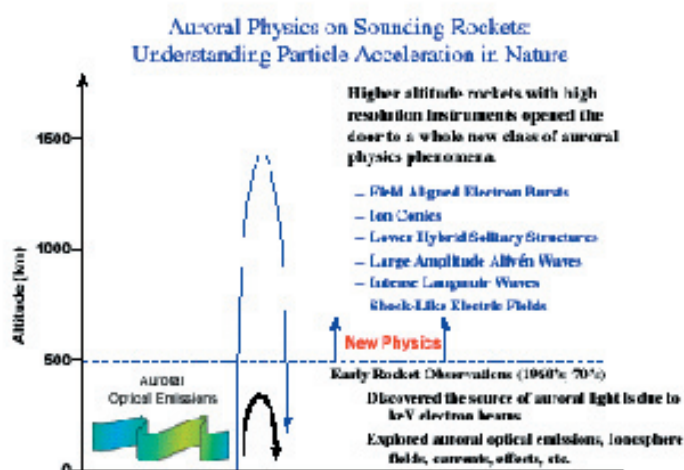 Auroral Physics on Sounding Rockets:
Understanding Particle Acceleration in Nature
Higher altitude rockets with high
resolution instruments opened the
door to a whole new class of auroral
physics phenomena.
– Field Aligned Electron Bursts
– Ion Conics
– Lower Hybrid Solitary Structures
– Large Amplitude Alfvén Waves
– Intense Langmuir Waves
Shock-Like Electric Fields
New Physics
Early Rocket Observations (1960's, 70's)
Discovered the source of auroral light is due to
keV electron beams
Explored auroral optical emissions, Ionosphere
fields, currents, effects, etc.
Auroral
Optical Emissions
Altitude (km)
1500
1000
500
0